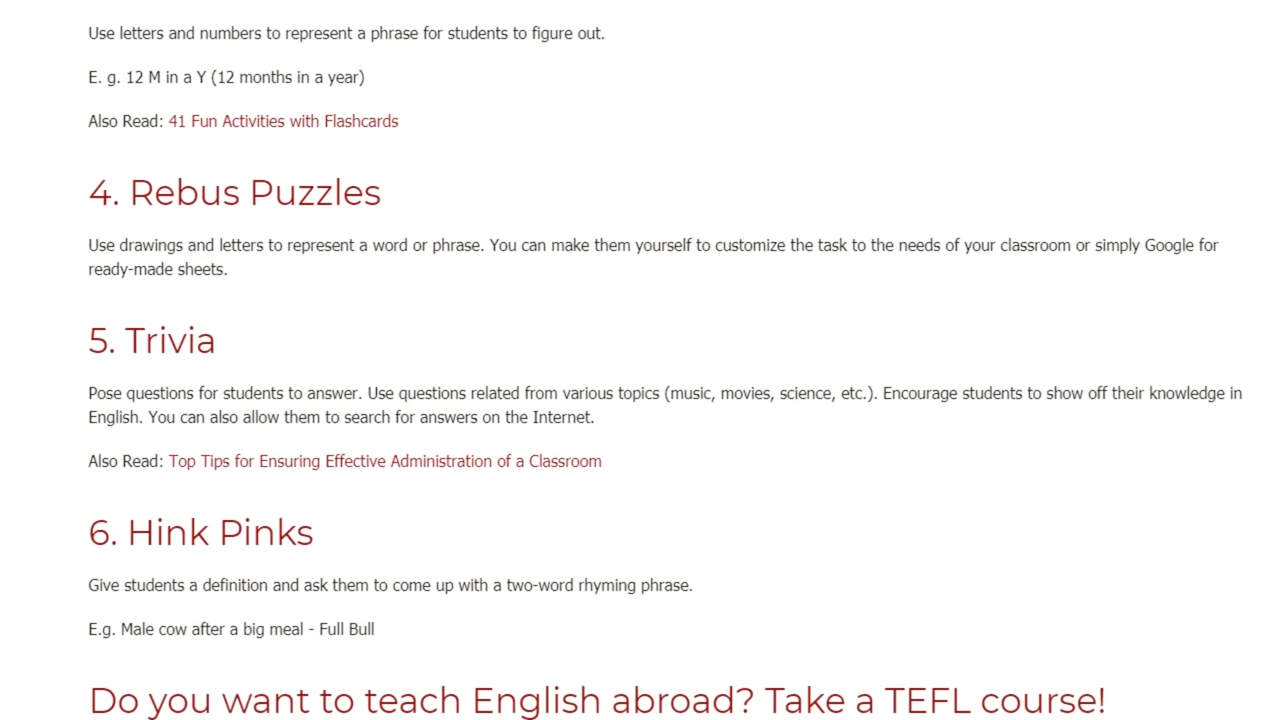 Use letters and numbers to represent a phrase for students to figure out.
E. g. 12 M in a Y (12 months in a year)
Also Read: 41 Fun Activities with Flashcards
4. Rebus Puzzles
Use drawings and letters to represent a word or phrase. You can make them yourself to customize the task to the needs of your classroom or simply Google for
ready-made sheets.
5. Trivia
Pose questions for students to answer. Use questions related from various topics (music, movies, science, etc.). Encourage students to show off their knowledge in
English. You can also allow them to search for answers on the Internet.
Also Read: Top Tips for Ensuring Effective Administration of a Classroom
6. Hink Pinks
Give students a definition and ask them to come up with a two-word rhyming phrase.
E.g. Male cow after a big meal - Full Bull
Do you want to teach English abroad? Take a TEFL course!